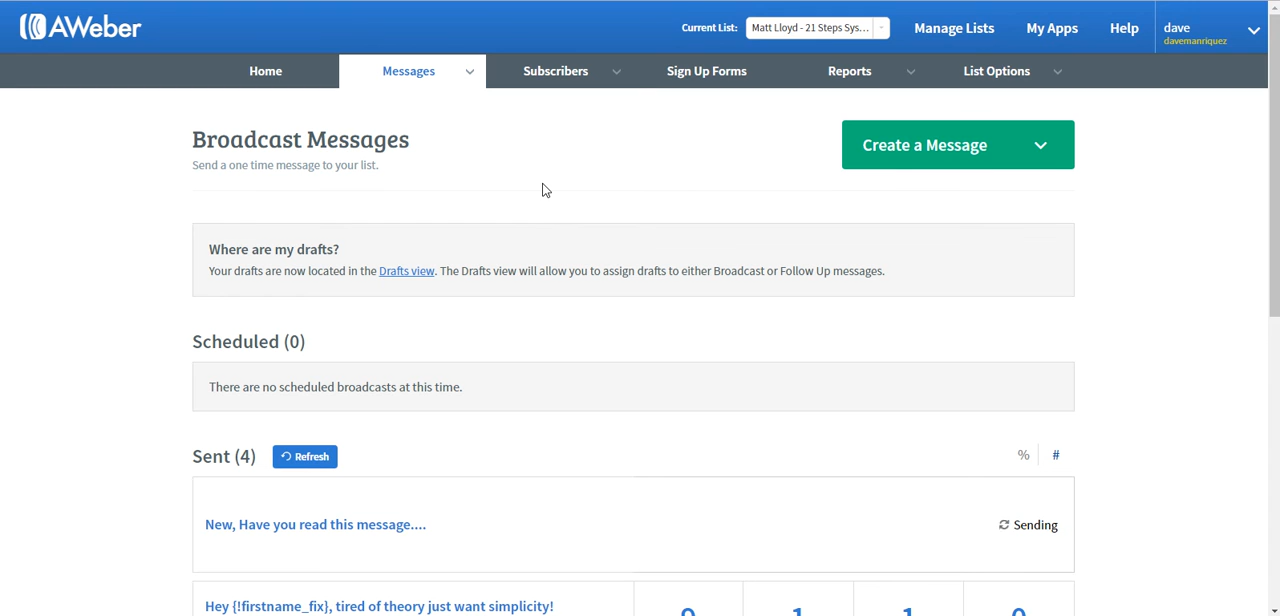 AWeber
Current List: Matt Lloyd - 21 Steps Sys... Manage Lists My Apps Help dave
davemanriquez
Home Messages Subscribers Sign Up Forms Reports List Options
Broadcast Messages
Create a Message
Send a one time message to your list.
Where are my drafts?
Your drafts are now located in the Drafts view. The Drafts view will allow you to assign drafts to either Broadcast or Follow Up messages.
Scheduled (0)
There are no scheduled broadcasts at this time.
Sent (4) Refresh % #
New, Have you read this message.... Sending
Hey {!firstname_fix}, tired of theory just want simplicity!